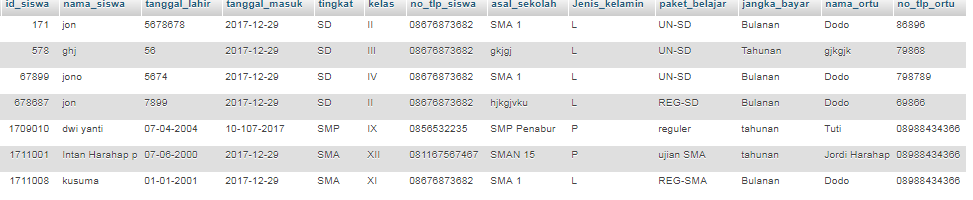 id_siswa nama_siswa tanggal_lahir tanggal_masuk tingkat kelas no_tlp_siswa asal_sekolah Jenis_kelamin paket_belajar jangka_bayar nama_ortu no_tlp_ortu
171 jon 5678678 2017-12-29 SD II 08676873682 SMA 1 L UN-SD Bulanan Dodo 86896
578 ghj 56 2017-12-29 SD III 08676873682 gkjgj L UN-SD Tahunan gjkgjk 79868
67899 jono 5674 2017-12-29 SD IV 08676873682 SMA 1 L UN-SD Bulanan Dodo 798789
678687 jon 7899 2017-12-29 SD II 08676873682 hjkgjvku L REG-SD Bulanan Dodo 69866
1709010 dwi yanti 07-04-2004 10-107-2017 SMP IX 0856532235 SMP Penabur P reguler tahunan Tuti 08988434366
1711001 Intan Harahap p 07-06-2000 2017-12-29 SMA XII 081167567467 SMAN 15 P ujian SMA tahunan Jordi Harahap 08988434366
1711008 kusuma 01-01-2001 2017-12-29 SMA XI 08676873682 SMA 1 L REG-SMA Bulanan Dodo 08988434366